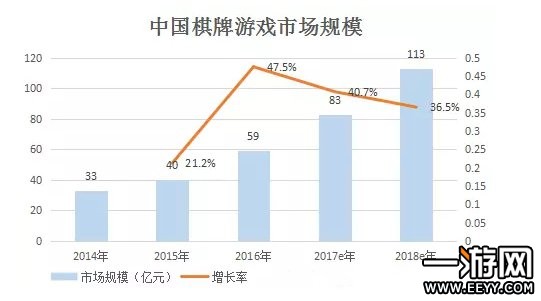 中国棋牌游戏市场规模
120
100
80
60
40
20
0
0.5
0.45
0.4
0.35
0.3
0.25
0.2
0.15
0.1
0.05
0
33
40
59
83
113
21.2%
47.5%
40.7%
36.5%
2014年
2015年
2016年
2017e年
2018e年
市场规模（亿元）
增长率
一游网
WWW.EEYY.COM